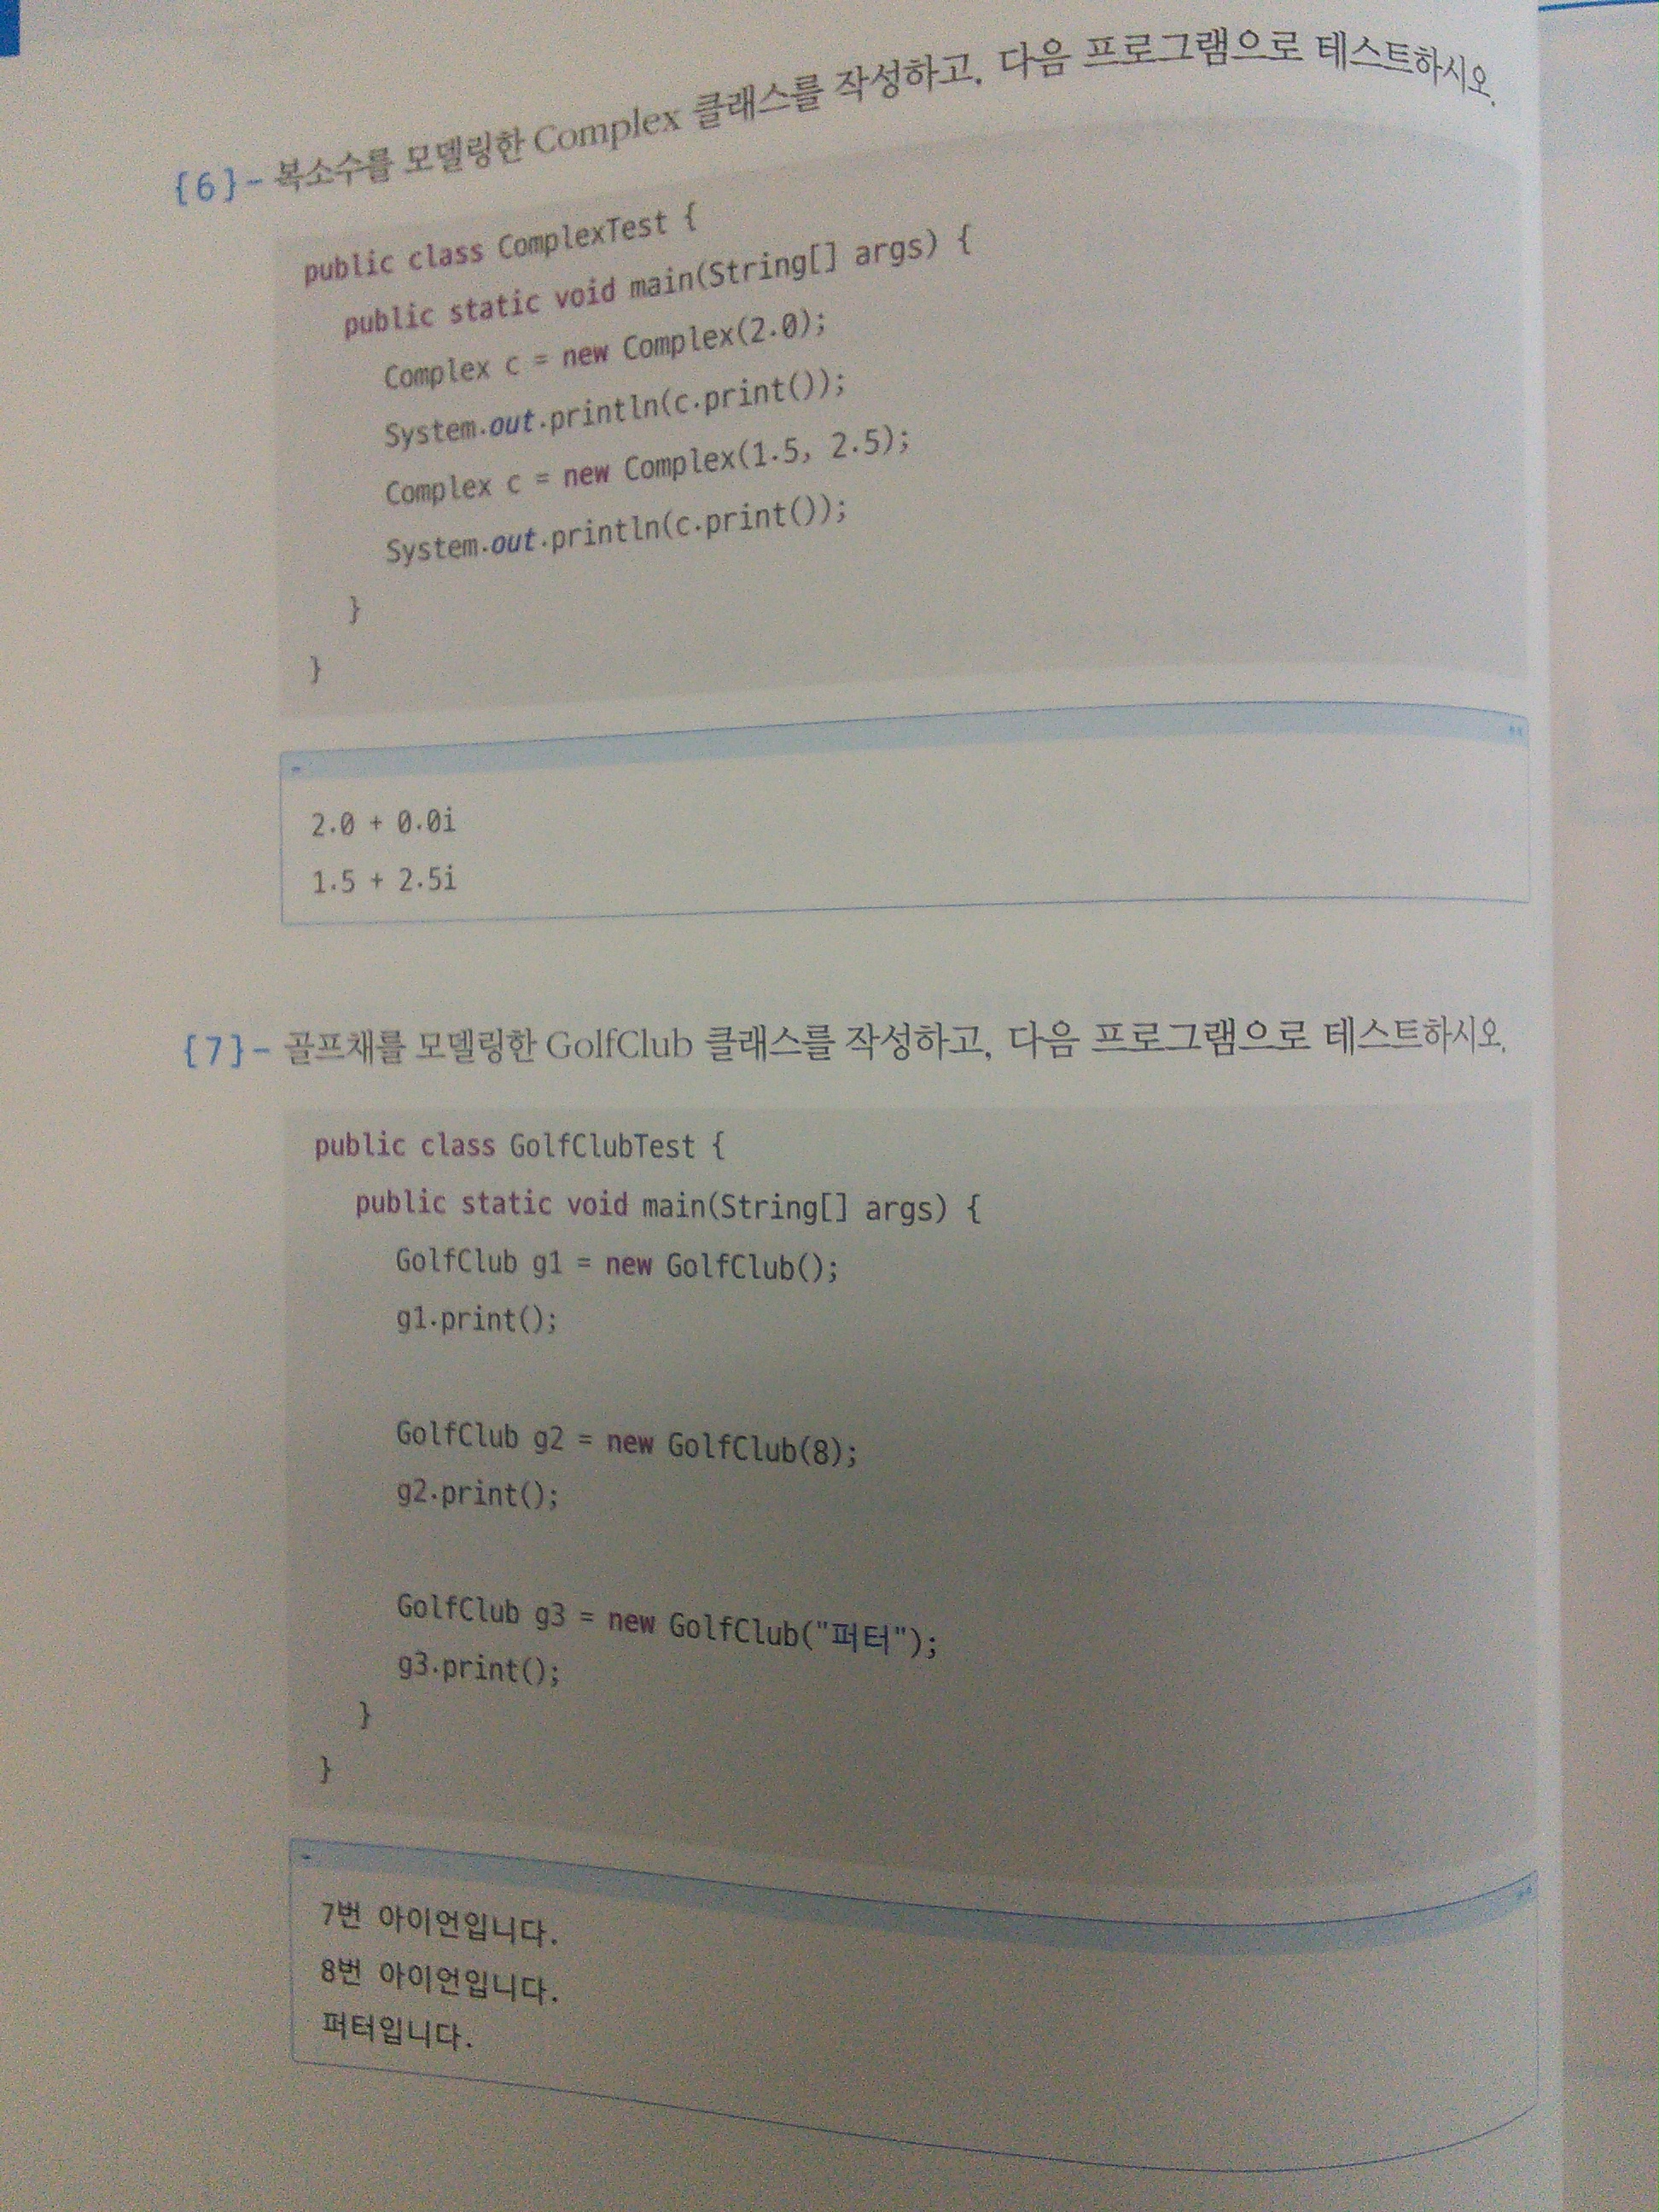 {6}- 복소수를 모델링한 Complex 클래스를 작성하고, 다음 프로그램으로 테스트하시오.
public class ComplexTest {
public static void main(String[] args) {
Complex c = new Complex(2.0);
System.out.println(c.print());
Complex c = new Complex(1.5, 2.5);
System.out.println(c.print());
}
}
2.0 + 0.0i
1.5 + 2.5i
{7}- 골프채를 모델링한 GolfClub 클래스를 작성하고, 다음 프로그램으로 테스트하시오.
public class GolfClubTest {
public static void main(String[] args) {
GolfClub g1 = new GolfClub();
g1.print();
GolfClub g2 = new GolfClub(8);
g2.print();
GolfClub g3 = new GolfClub("퍼터");
g3.print();
}
}
7번 아이언입니다.
8번 아이언입니다.
퍼터입니다.